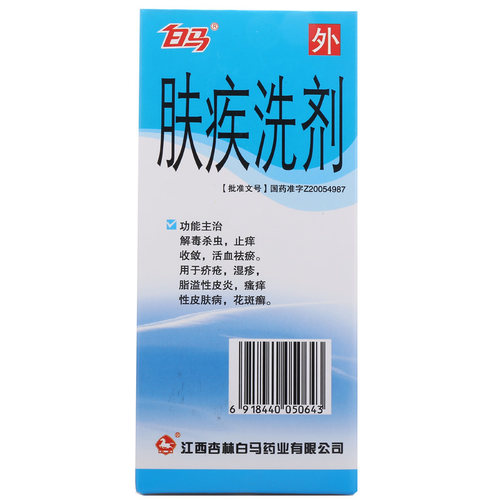 白马®
外
肤疾洗剂
【批准文号】国药准字Z20054987
功能主治
解毒杀虫，止痒
收敛，活血祛瘀。
用于疥疮，湿疹，
脂溢性皮炎，瘙痒
性皮肤病，花斑癣。
6 918440 050643
江西杏林白马药业有限公司